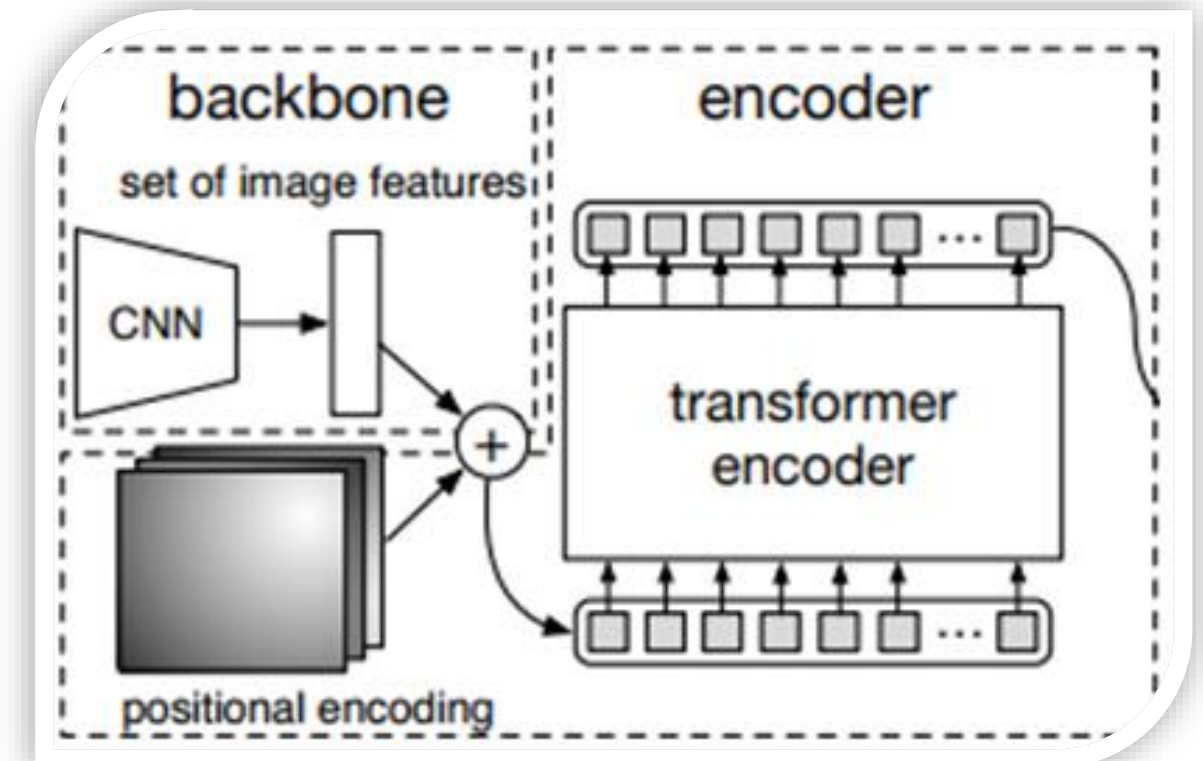 backbone
set of image features
CNN
+
positional encoding
encoder
...
transformer
encoder
...